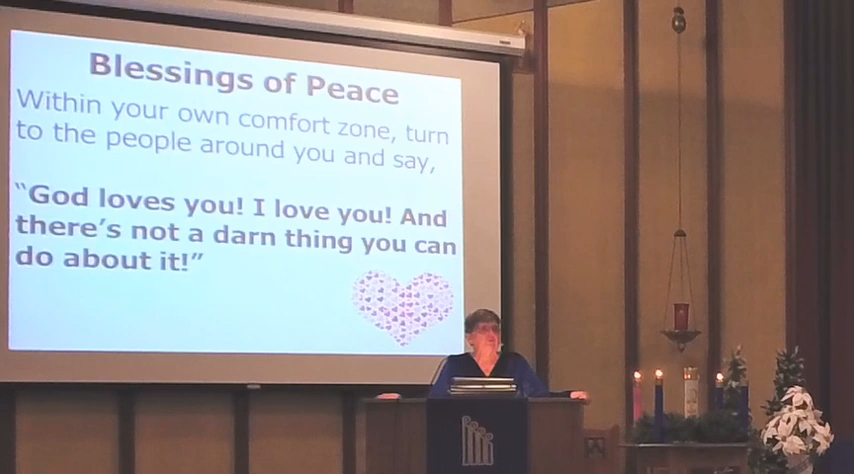 Blessings of Peace
Within your own comfort zone, turn
to the people around you and say,
“God loves you! I love you! And
there’s not a darn thing you can
do about it!”